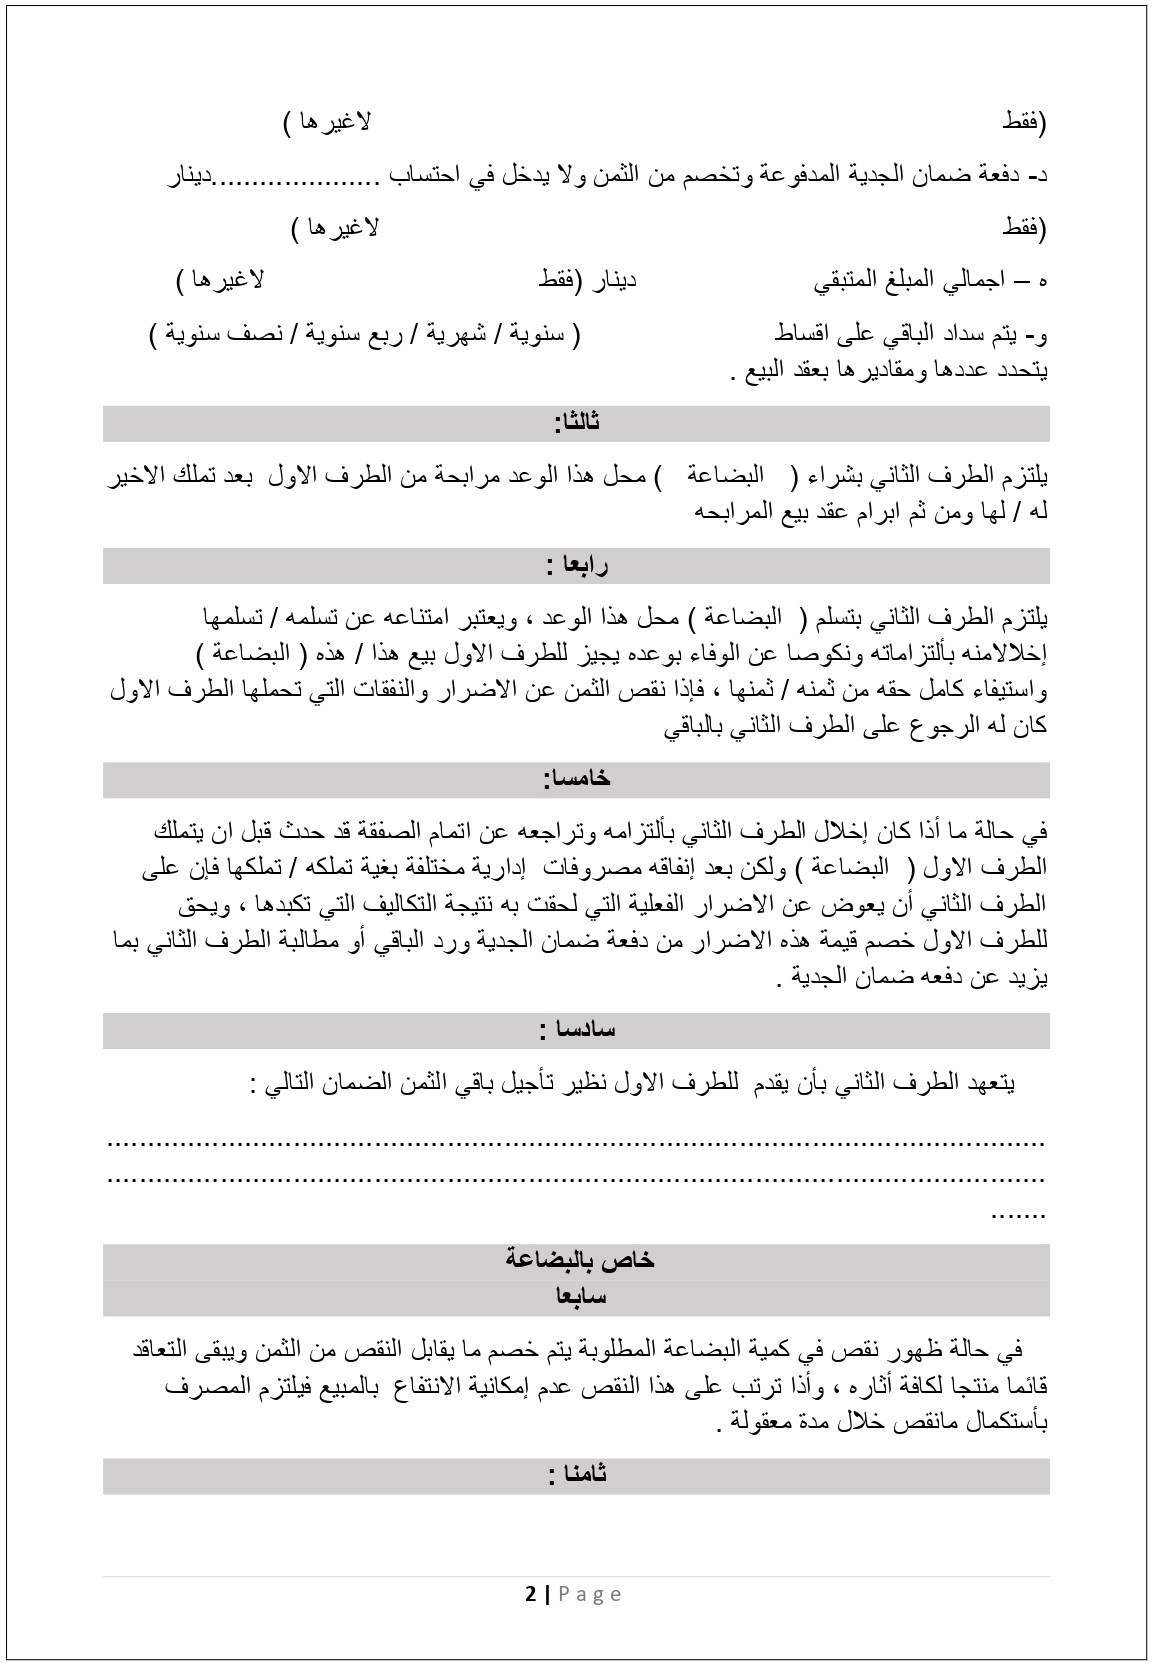 (فقط لاغيرها )
د- دفعة ضمان الجدية المدفوعة وتخصم من الثمن ولا يدخل في احتساب .....................دينار
(فقط لاغيرها )
ه – اجمالي المبلغ المتبقي دينار (فقط لاغيرها )
و- يتم سداد الباقي على اقساط ( سنوية / شهرية / ربع سنوية / نصف سنوية )
يتحدد عددها ومقاديرها بعقد البيع .
ثالثا:
يلتزم الطرف الثاني بشراء ( البضاعة ) محل هذا الوعد مرابحة من الطرف الاول بعد تملك الاخير
له / لها ومن ثم ابرام عقد بيع المرابحه
رابعا :
يلتزم الطرف الثاني بتسلم ( البضاعة ) محل هذا الوعد ، ويعتبر امتناعه عن تسلمه / تسلمها
إخلالامنه بألتزاماته ونكوصا عن الوفاء بوعده يجيز للطرف الاول بيع هذا / هذه ( البضاعة )
واستيفاء كامل حقه من ثمنه / ثمنها ، فإذا نقص الثمن عن الاضرار والنفقات التي تحملها الطرف الاول
كان له الرجوع على الطرف الثاني بالباقي
خامسا:
في حالة ما أذا كان إخلال الطرف الثاني بألتزامه وتراجعه عن اتمام الصفقة قد حدث قبل ان يتملك
الطرف الاول ( البضاعة ) ولكن بعد إنفاقه مصروفات إدارية مختلفة بغية تملكه / تملكها فإن على
الطرف الثاني أن يعوض عن الاضرار الفعلية التي لحقت به نتيجة التكاليف التي تكبدها ، ويحق
للطرف الاول خصم قيمة هذه الاضرار من دفعة ضمان الجدية ورد الباقي أو مطالبة الطرف الثاني بما
يزيد عن دفعه ضمان الجدية .
سادسا :
يتعهد الطرف الثاني بأن يقدم للطرف الاول نظير تأجيل باقي الثمن الضمان التالي :
....................................................................................................................
....................................................................................................................
.......
خاص بالبضاعة
سابعا
في حالة ظهور نقص في كمية البضاعة المطلوبة يتم خصم ما يقابل النقص من الثمن ويبقى التعاقد
قائما منتجا لكافة أثاره ، وأذا ترتب على هذا النقص عدم إمكانية الانتفاع بالمبيع فيلتزم المصرف
بأستكمال مانقص خلال مدة معقولة .
ثامنا :
2 | Page